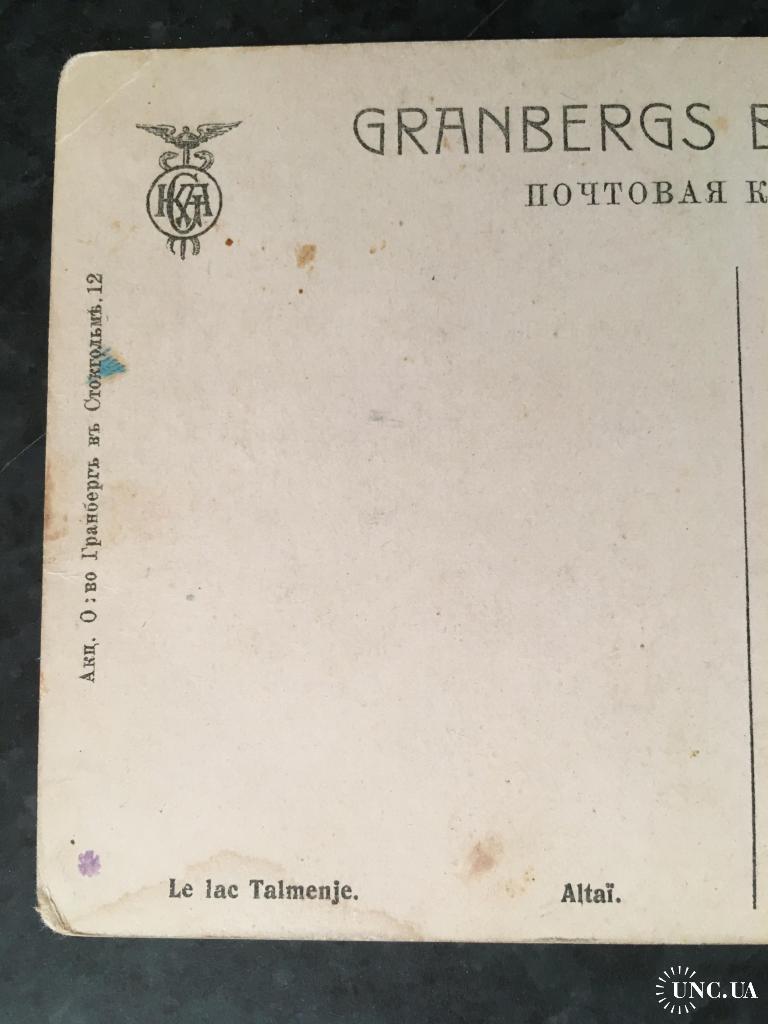 GRANBERGS B
ПОЧТОВАЯ К
Акц. О:во Гранбергъ въ Стокгольмѣ. 12
Le lac Talmenje.
Altaï.
UNC.UA